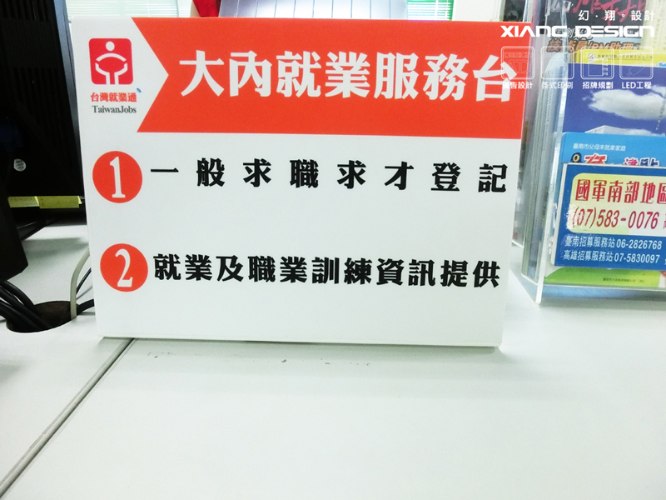 幻·翔·設計
XIANG DESIGN
各式印刷 招牌規劃 LED工程
台灣就業通
TaiwanJobs
大內就業服務台
1 一般求職求才登記
2 就業及職業訓練資訊提供
國軍南部地區
(07)583-0076
臺南招募服務站 06-2826768
高雄招募服務站 07-5830097